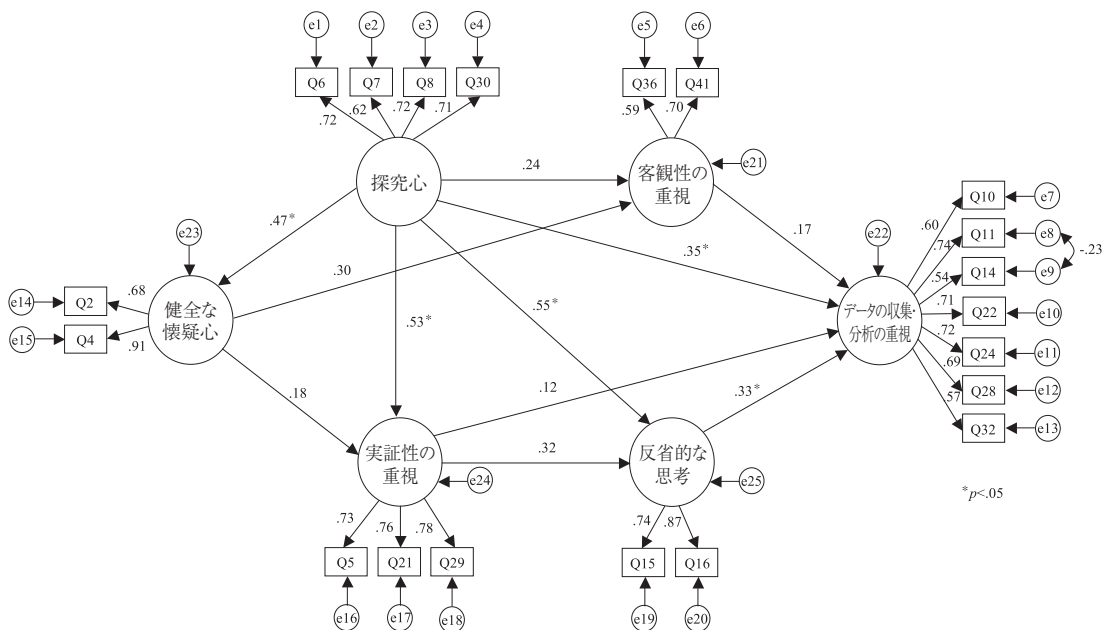 e1
e2
e3
e4
e5
e6
Q6
Q7
Q8
Q30
Q36
Q41
.72
.62
.72
.71
.59
.70
探究心
.24
客観性の
重視
e21
Q10
e7
.60
.47*
e23
.35*
.17
e22
Q11
e8
.74
-.23
Q14
e9
.54
.30
e14
Q2
.68
健全な
懐疑心
.55*
データの収集・
分析の重視
.71
Q22
e10
e15
Q4
.91
.53*
.72
Q24
e11
.69
Q28
e12
.18
.12
.33*
.57
Q32
e13
実証性の
重視
.32
反省的な
思考
e24
e25
*p<.05
.73
.76
.78
.74
.87
Q5
Q21
Q29
Q15
Q16
e16
e17
e18
e19
e20